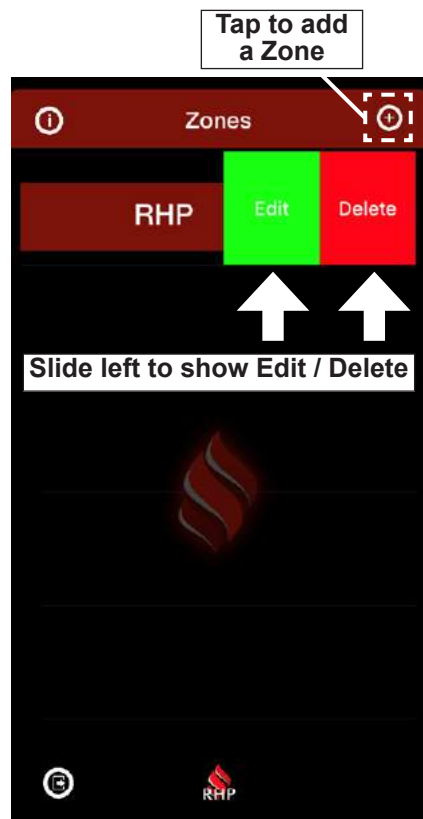 Tap to add
a Zone
Zones
RHP
Edit
Delete
Slide left to show Edit / Delete
RHP